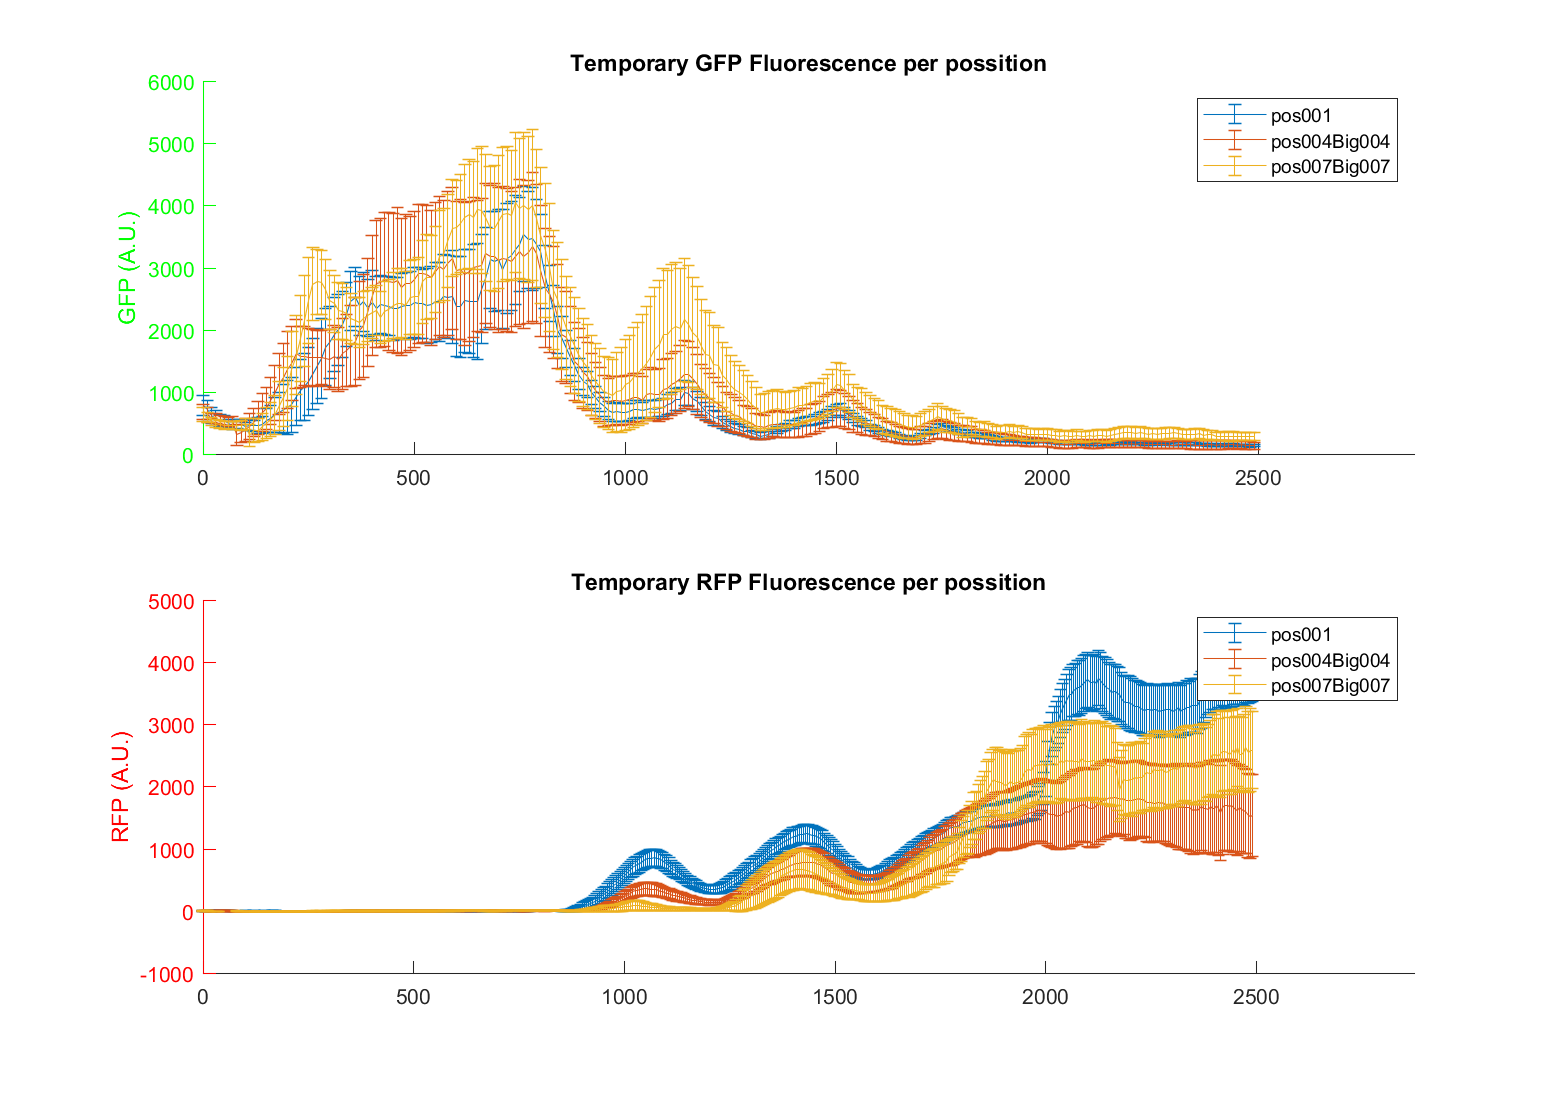 Temporary GFP Fluorescence per possition
GFP (A.U.)
6000
5000
4000
3000
2000
1000
0
0 500 1000 1500 2000 2500
pos001
pos004Big004
pos007Big007
Temporary RFP Fluorescence per possition
RFP (A.U.)
5000
4000
3000
2000
1000
0
-1000
0 500 1000 1500 2000 2500
pos001
pos004Big004
pos007Big007